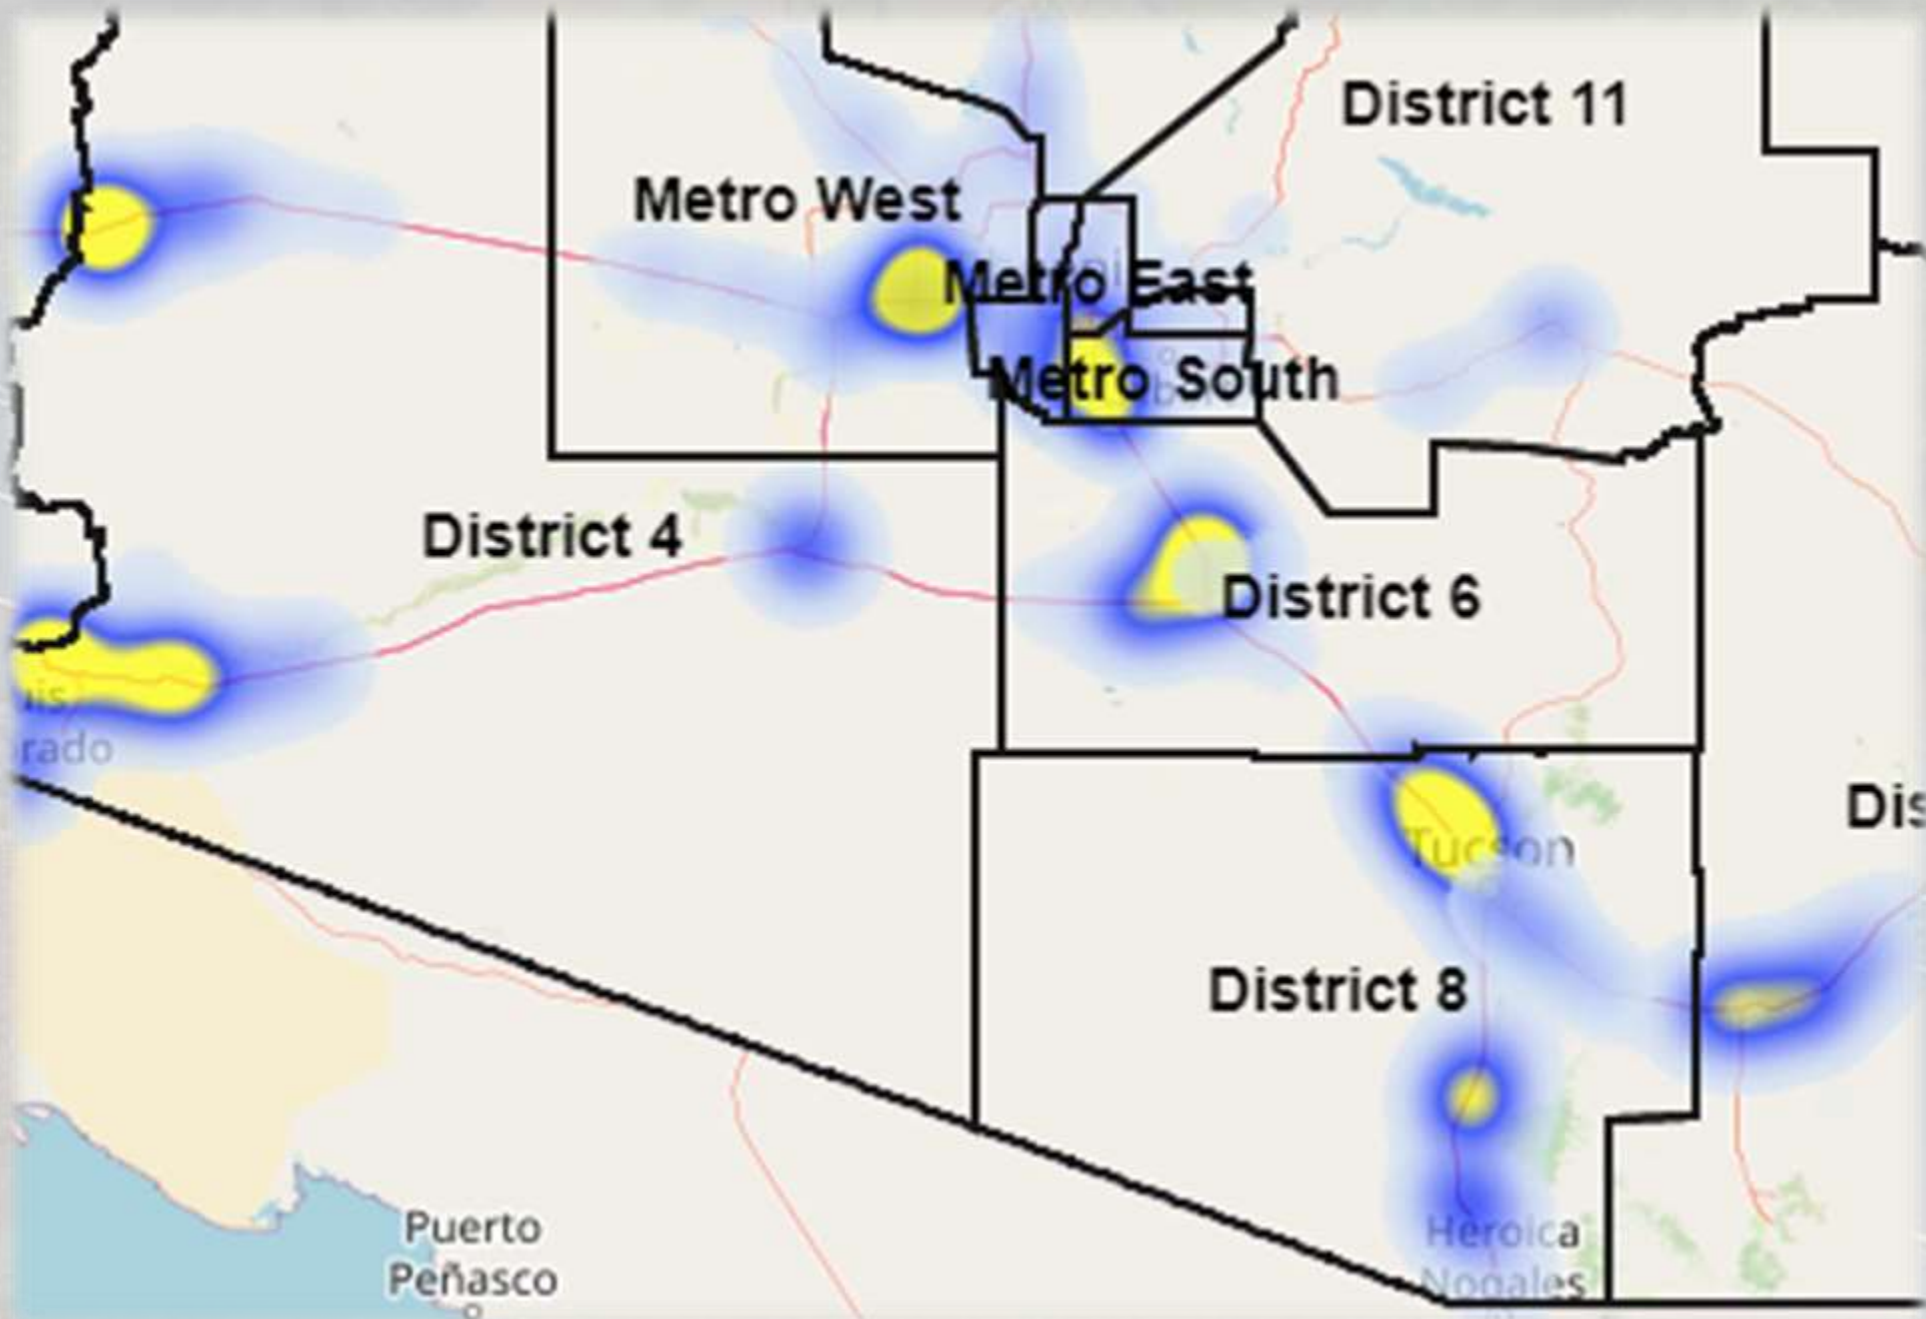 District 11
Metro West
Metro East
Metro South
District 4
District 6
rado
Tucson
Dis
District 8
Puerto
Peñasco
Heroica
Nogales